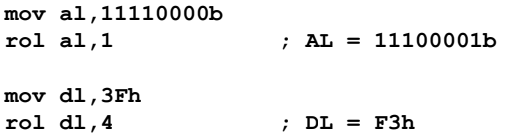 mov al,11110000b
rol al,1 ; AL = 11100001b
mov dl,3Fh
rol dl,4 ; DL = F3h